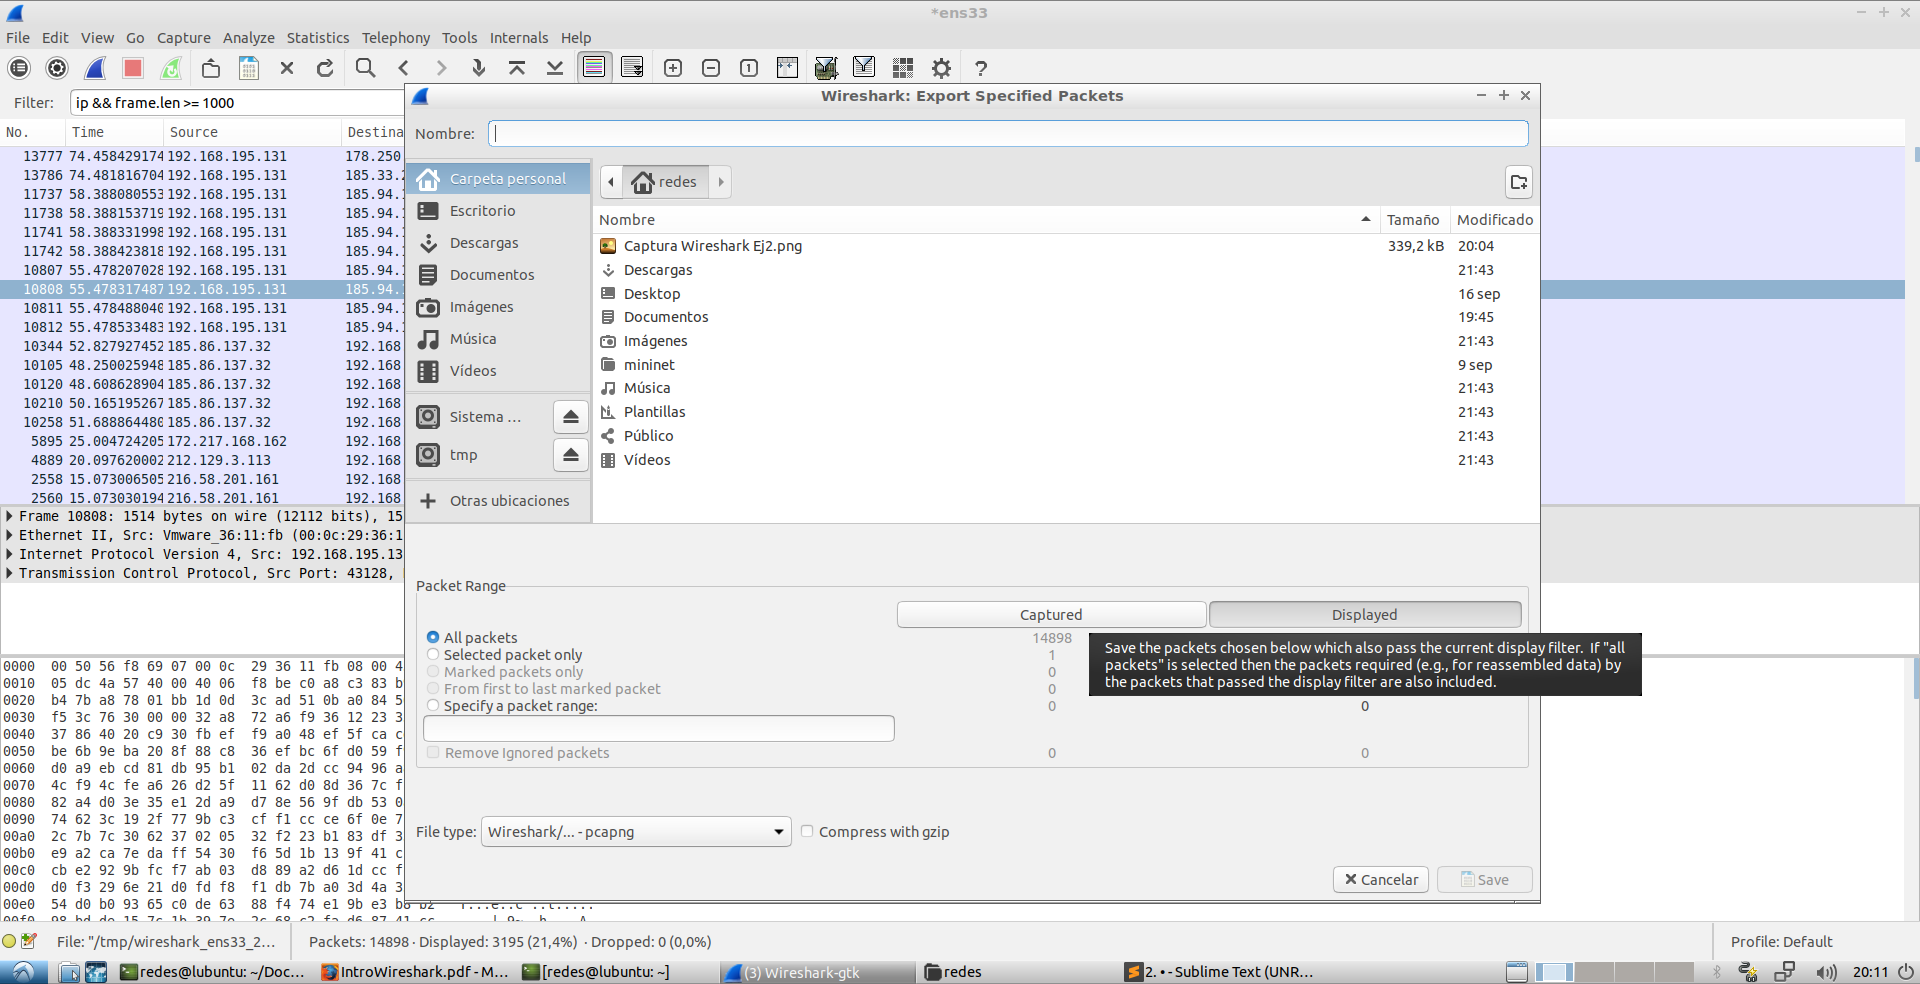 *ens33
File Edit View Go Capture Analyze Statistics Telephony Tools Internals Help
Filter: ip && frame.len >= 1000
No. Time Source Destina
13777 74.458429174 192.168.195.131 178.250
13786 74.481816704 192.168.195.131 185.33.2
11737 58.388080553 192.168.195.131 185.94.1
11738 58.388153719 192.168.195.131 185.94.1
11741 58.388331998 192.168.195.131 185.94.1
11742 58.388423818 192.168.195.131 185.94.1
10807 55.478207028 192.168.195.131 185.94.1
10808 55.478317487 192.168.195.131 185.94.1
10811 55.478488040 192.168.195.131 185.94.1
10812 55.478533483 192.168.195.131 185.94.1
10344 52.827927452 185.86.137.32 192.168
10105 48.250025948 185.86.137.32 192.168
10120 48.608628904 185.86.137.32 192.168
10210 50.165195267 185.86.137.32 192.168
10258 51.688864480 185.86.137.32 192.168
5895 25.004724205 172.217.168.162 192.168
4889 20.097620002 212.129.3.113 192.168
2558 15.073006505 216.58.201.161 192.168
2560 15.073030194 216.58.201.161 192.168
Frame 10808: 1514 bytes on wire (12112 bits), 15
Ethernet II, Src: Vmware_36:11:fb (00:0c:29:36:1
Internet Protocol Version 4, Src: 192.168.195.13
Transmission Control Protocol, Src Port: 43128,
0000 00 50 56 f8 69 07 00 0c 29 36 11 fb 08 00 4
0010 05 dc 4a 57 40 00 40 06 f8 be c0 a8 c3 83 b
0020 b4 7b a8 78 01 bb 1d 0d 3c ad 51 0b a0 84 5
0030 f5 3c 76 30 00 00 32 a8 72 a6 f9 36 12 23 3
0040 37 86 40 20 c9 30 fb ef f9 a0 48 ef 5f ca c
0050 be 6b 9e ba 20 8f 88 c8 36 ef bc 6f d0 59 f
0060 d0 a9 eb cd 81 db 95 b1 02 da 2d cc 94 96 a
0070 4c f9 4c fe a6 26 d2 5f 11 62 d0 8d 36 7c f
0080 82 a4 d0 3e 35 e1 2d a9 d7 8e 56 9f db 53 0
0090 74 62 3c 19 2f 77 9b c3 cf f1 cc ce 6f 0e 7
00a0 2c 7b 7c 30 62 37 02 05 32 f2 23 b1 83 df 3
00b0 e9 a2 ca 7e da ff 54 30 f6 5d 1b 13 9f 41 c
00c0 cb e2 92 9b fc f7 ab 03 d8 89 a2 d6 1d cc f
00d0 d0 f3 29 6e 21 d0 fd f8 f1 db 7b a0 3d 4a 3
00e0 54 d0 b0 93 65 c0 de 63 88 f4 74 e1 9b e3 b8 b2
Wireshark: Export Specified Packets
Nombre:
Carpeta personal
Escritorio
Descargas
Documentos
Imágenes
Música
Vídeos
Sistema ...
tmp
Otras ubicaciones
redes
Nombre Tamaño Modificado
Captura Wireshark Ej2.png 339,2 kB 20:04
Descargas 21:43
Desktop 16 sep
Documentos 19:45
Imágenes 21:43
mininet 9 sep
Música 21:43
Plantillas 21:43
Público 21:43
Vídeos 21:43
Packet Range
Captured Displayed
All packets 14898
Selected packet only 1
Marked packets only 0
From first to last marked packet 0
Specify a packet range: 0 0
Remove Ignored packets 0 0
Save the packets chosen below which also pass the current display filter. If "all
packets" is selected then the packets required (e.g., for reassembled data) by
the packets that passed the display filter are also included.
File type: Wireshark/... - pcapng Compress with gzip
Cancelar Save
File: "/tmp/wireshark_ens33_2... Packets: 14898 · Displayed: 3195 (21,4%) · Dropped: 0 (0,0%) Profile: Default
redes@lubuntu: ~/Doc... IntroWireshark.pdf - M... [redes@lubuntu: ~] (3) Wireshark-gtk redes 2. • - Sublime Text (UNR... 20:11